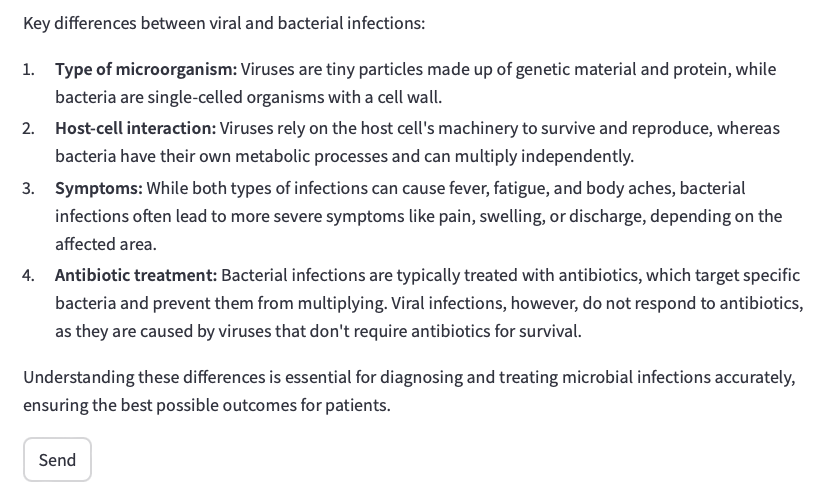 Key differences between viral and bacterial infections:
1. Type of microorganism: Viruses are tiny particles made up of genetic material and protein, while
bacteria are single-celled organisms with a cell wall.
2. Host-cell interaction: Viruses rely on the host cell's machinery to survive and reproduce, whereas
bacteria have their own metabolic processes and can multiply independently.
3. Symptoms: While both types of infections can cause fever, fatigue, and body aches, bacterial
infections often lead to more severe symptoms like pain, swelling, or discharge, depending on the
affected area.
4. Antibiotic treatment: Bacterial infections are typically treated with antibiotics, which target specific
bacteria and prevent them from multiplying. Viral infections, however, do not respond to antibiotics,
as they are caused by viruses that don't require antibiotics for survival.
Understanding these differences is essential for diagnosing and treating microbial infections accurately,
ensuring the best possible outcomes for patients.
Send